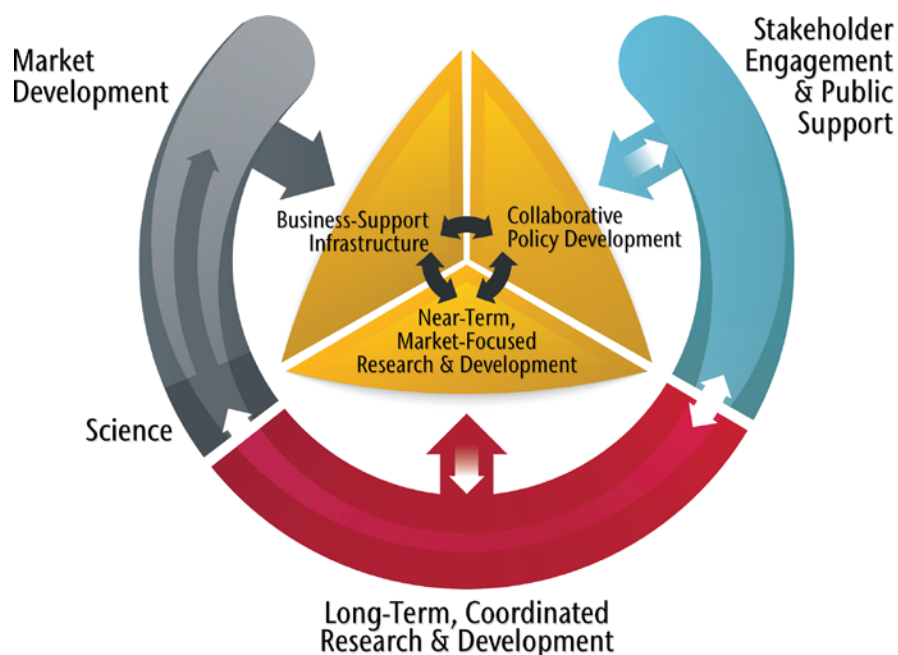 Market
Development
Stakeholder
Engagement
& Public
Support
Business-Support
Infrastructure
Collaborative
Policy Development
Near-Term,
Market-Focused
Research & Development
Science
Long-Term, Coordinated
Research & Development